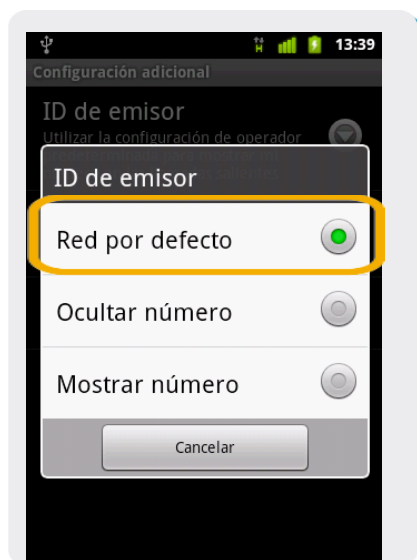 H
13:39
Configuración adicional
ID de emisor
Utilizar la configuración de operador
ID de emisor
Red por defecto
Ocultar número
Mostrar número
Cancelar